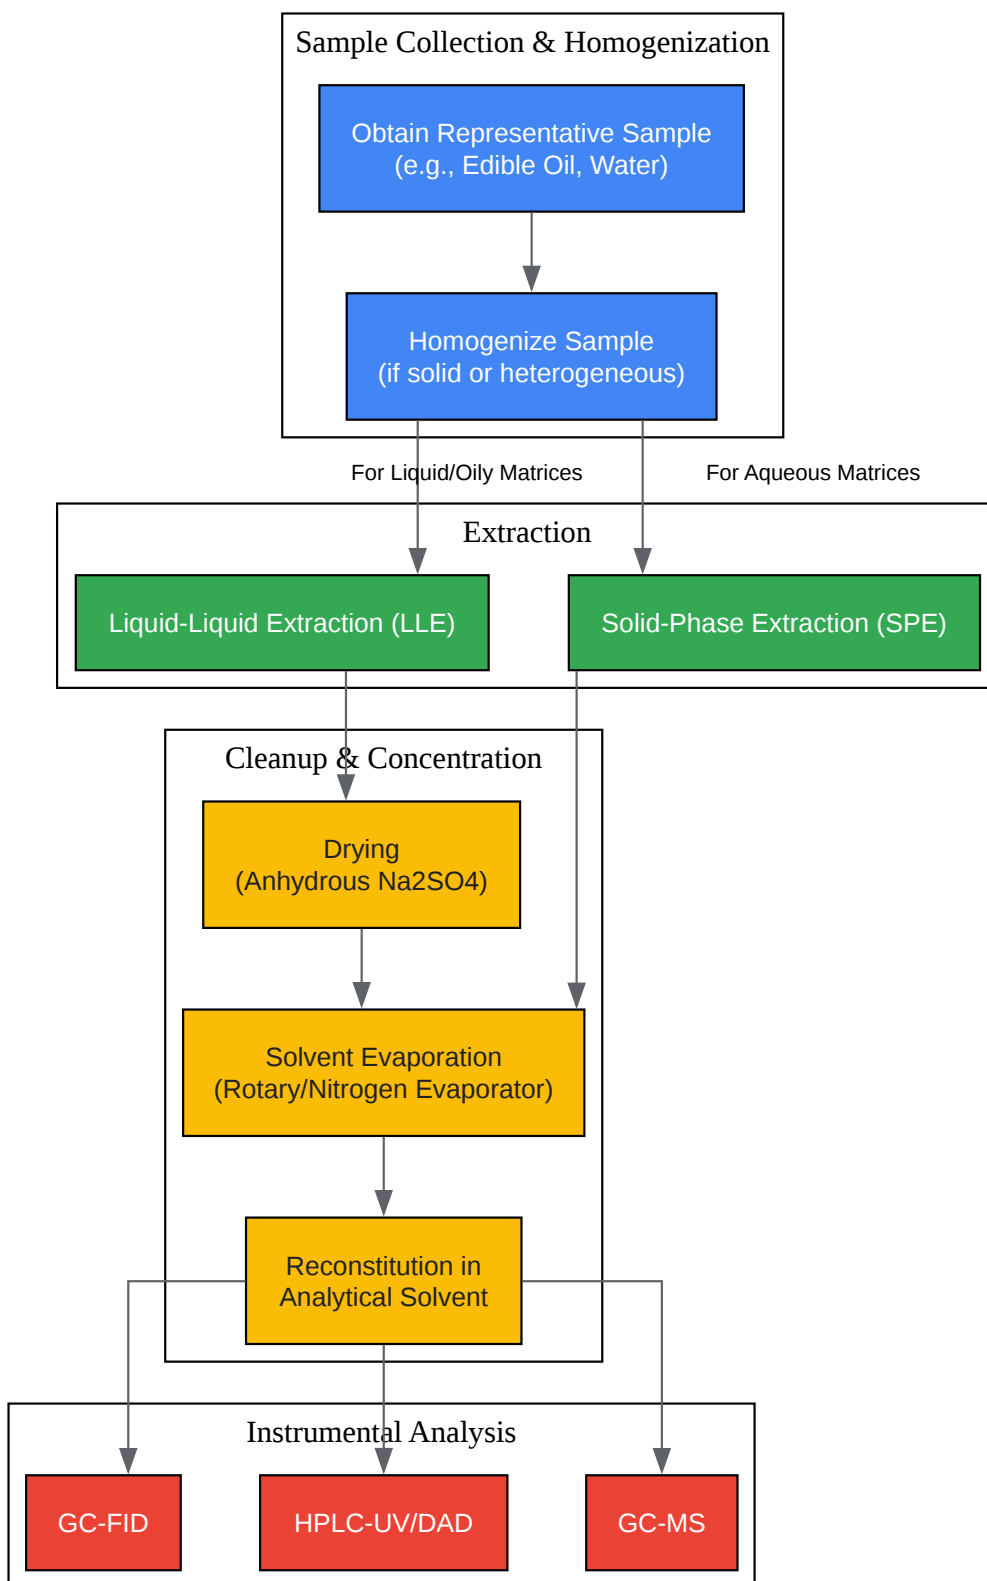 Sample Collection & Homogenization
Obtain Representative Sample
(e.g., Edible Oil, Water)
Homogenize Sample
(if solid or heterogeneous)
For Liquid/Oily Matrices
For Aqueous Matrices
Extraction
Liquid-Liquid Extraction (LLE)
Solid-Phase Extraction (SPE)
Cleanup & Concentration
Drying
(Anhydrous Na2SO4)
Solvent Evaporation
(Rotary/Nitrogen Evaporator)
Reconstitution in
Analytical Solvent
Instrumental Analysis
GC-FID
HPLC-UV/DAD
GC-MS